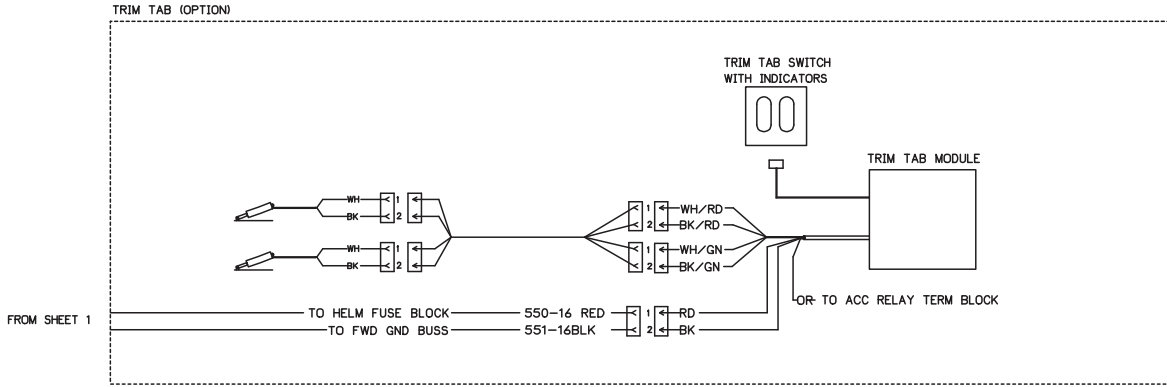 TRIM TAB (OPTION)
TRIM TAB SWITCH
WITH INDICATORS
TRIM TAB MODULE
WH 1
BK 2
WH 1
BK 2
1 WH/RD
2 BK/RD
1 WH/GN
2 BK/GN
OR TO ACC RELAY TERM BLOCK
FROM SHEET 1
TO HELM FUSE BLOCK 550-16 RED 1 RD
TO FWD GND BUSS 551-16BLK 2 BK